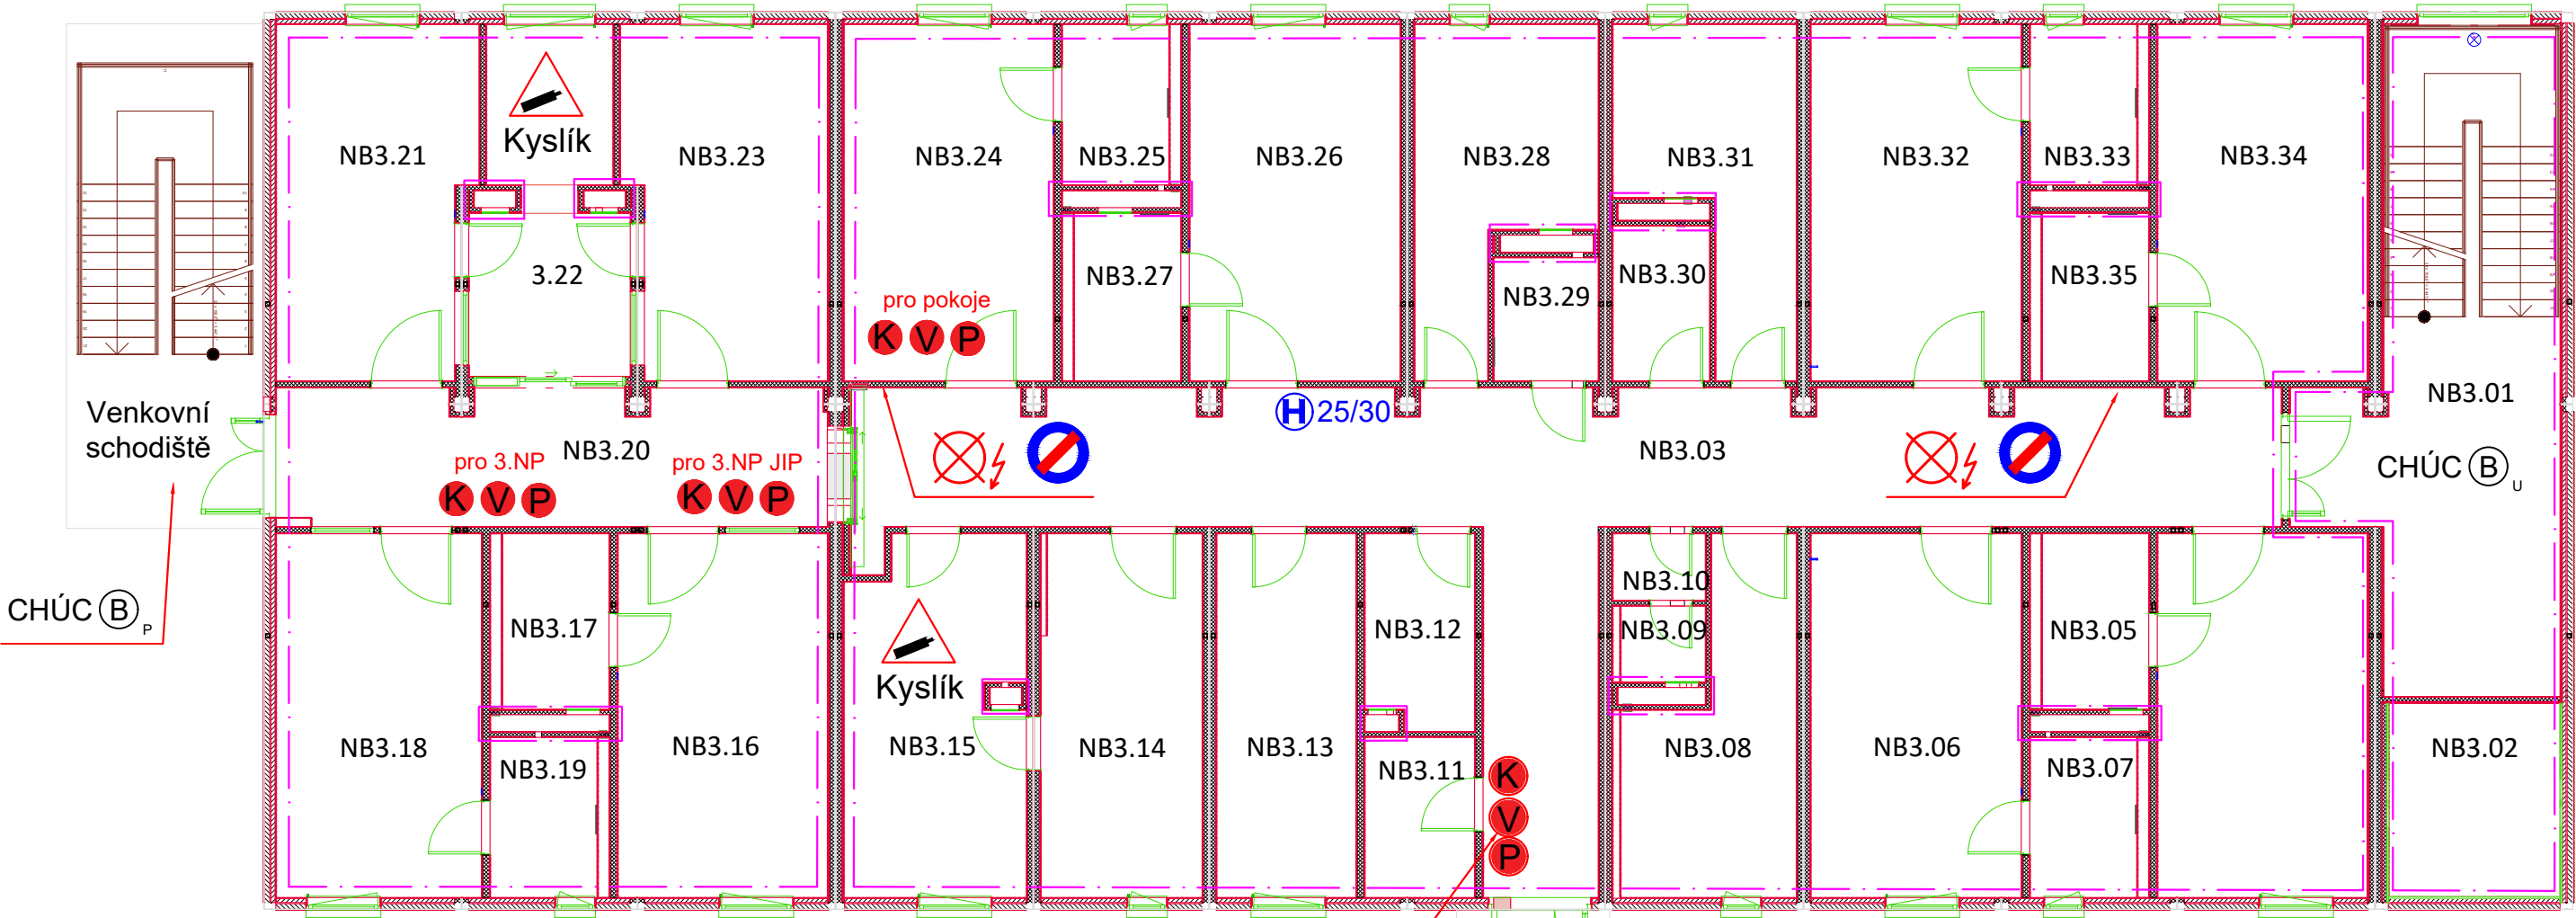 NB3.21
Kyslík
NB3.23
NB3.24
NB3.25
NB3.26
NB3.28
NB3.31
NB3.32
NB3.33
NB3.34
3.22
NB3.27
NB3.29
NB3.30
NB3.35
pro pokoje
K V P
NB3.01
Venkovní
schodiště
H 25/30
NB3.20
NB3.03
pro 3.NP
K V P
pro 3.NP JIP
K V P
CHÚC B U
CHÚC B P
NB3.17
NB3.12
NB3.10
NB3.09
NB3.05
Kyslík
NB3.18
NB3.19
NB3.16
NB3.15
NB3.14
NB3.13
NB3.11
K
V
P
NB3.08
NB3.06
NB3.07
NB3.02